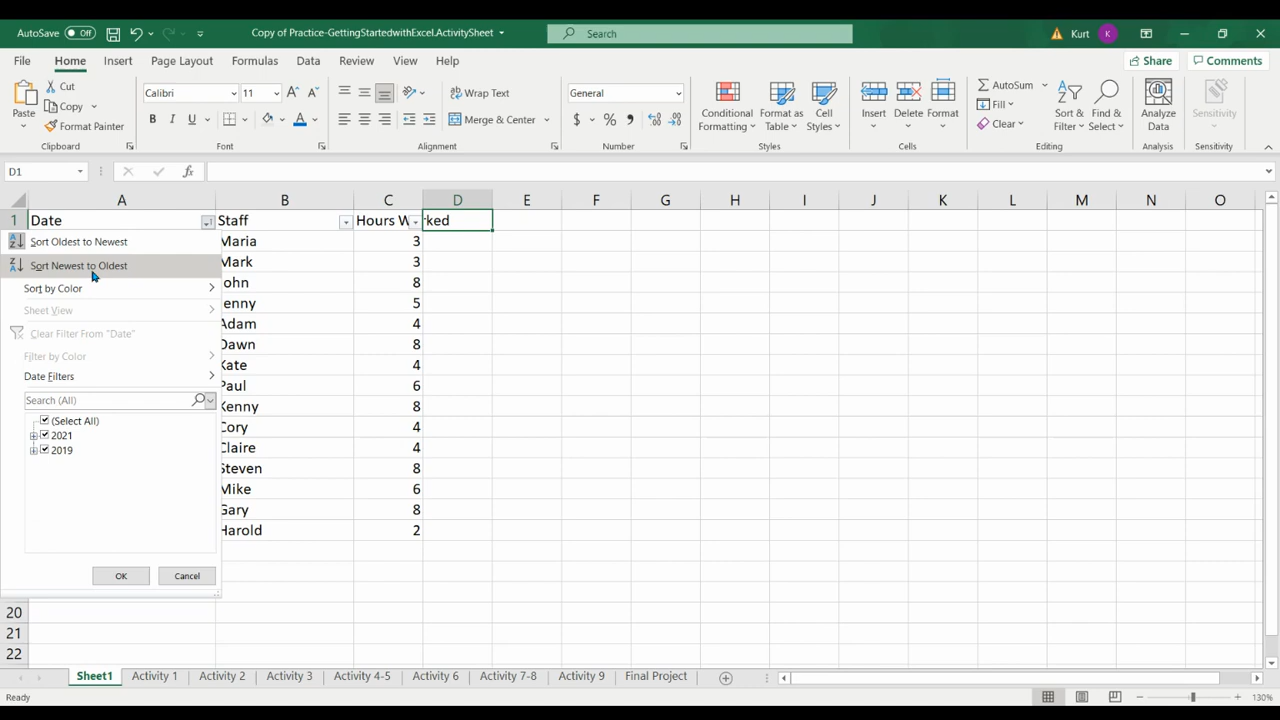 AutoSave Off Copy of Practice-GettingStartedwithExcel.ActivitySheet Search Kurt K
File Home Insert Page Layout Formulas Data Review View Help Share Comments
Paste Cut Copy Format Painter Clipboard
Calibri 11 B I U A A Font
Wrap Text Merge & Center Alignment
General $ % Number
Conditional Formatting Format as Table Cell Styles Styles
Insert Delete Format Cells
AutoSum Fill Clear Sort & Filter Find & Select Editing
Analyze Data Analysis
Sensitivity Sensitivity
D1 fx
A B C D E F G H I J K L M N O
1 Date Staff Hours W rked
Sort Oldest to Newest
Sort Newest to Oldest
Sort by Color
Sheet View
Clear Filter From "Date"
Filter by Color
Date Filters
Search (All)
(Select All)
2021
2019
OK Cancel
Maria 3
Mark 3
ohn 8
enny 5
Adam 4
Dawn 8
Kate 4
Paul 6
Kenny 8
Cory 4
Claire 4
Steven 8
Mike 6
Gary 8
Harold 2
20
21
22
Sheet1 Activity 1 Activity 2 Activity 3 Activity 4-5 Activity 6 Activity 7-8 Activity 9 Final Project
Ready 130%